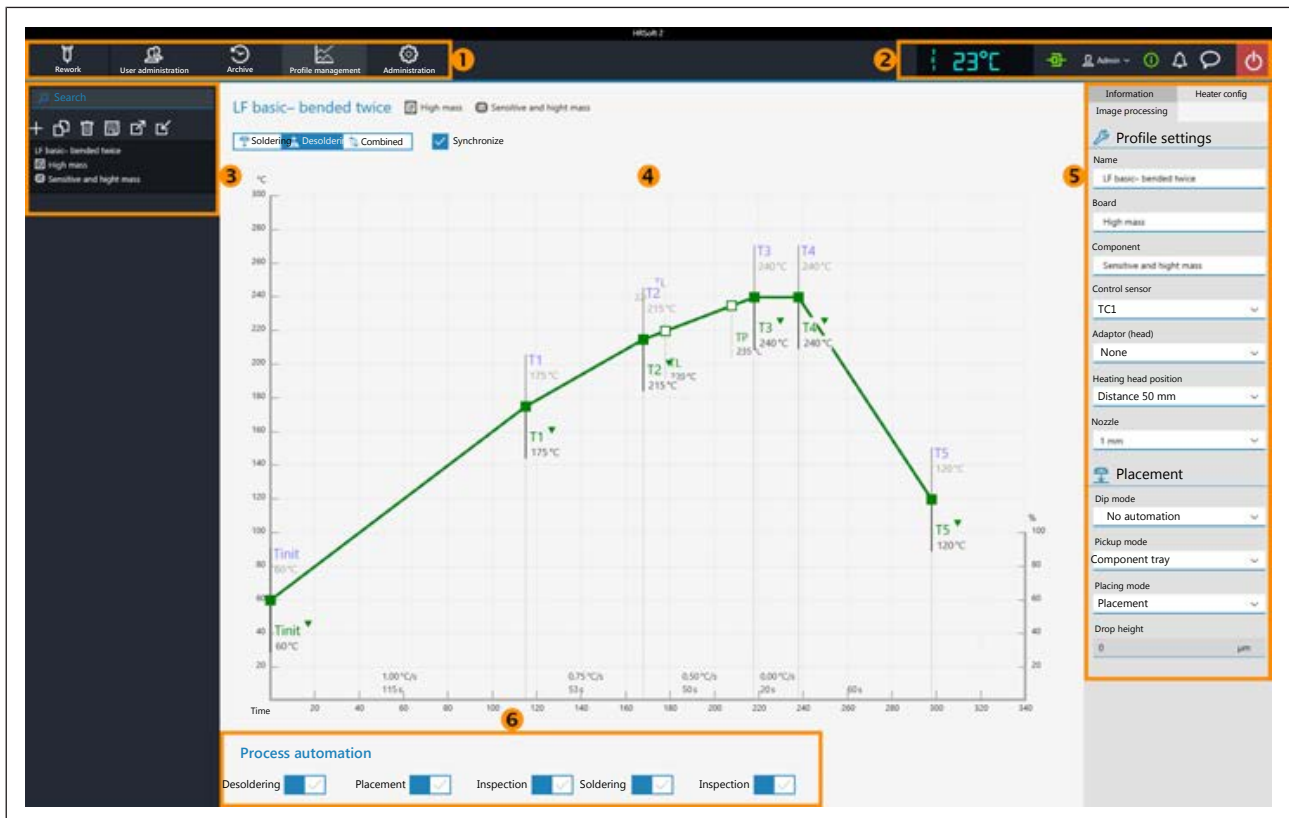 HRSoft 2
Rework
User administration
Archive
Profile management
Administration
1
2
23°C
Admin
Search
LF basic– bended twice
High mass
Sensitive and hight mass
3
LF basic– bended twice
High mass
Sensitive and hight mass
Soldering
Desolderi
Combined
Synchronize
4
°C
300
280
260
240
220
200
180
160
140
120
100
80
60
40
20
Tinit
60°C
Tinit
60°C
T1
175°C
T1
175°C
T2
215°C
T2
215°C
TL
TP
235°C
T3
240°C
T3
240°C
T4
240°C
T4
240°C
T5
120°C
T5
120°C
%
100
80
60
40
20
1.00°C/s
115s
0.75°C/s
53s
0.50°C/s
50s
0.00°C/s
20s
60s
Time
20 40 60 80 100 120 140 160 180 200 220 240 260 280 300 320 340
5
Information
Heater config
Image processing
Profile settings
Name
LF basic– bended twice
Board
High mass
Component
Sensitive and hight mass
Control sensor
TC1
Adaptor (head)
None
Heating head position
Distance 50 mm
Nozzle
1 mm
Placement
Dip mode
No automation
Pickup mode
Component tray
Placing mode
Placement
Drop height
0 µm
6
Process automation
Desoldering
Placement
Inspection
Soldering
Inspection